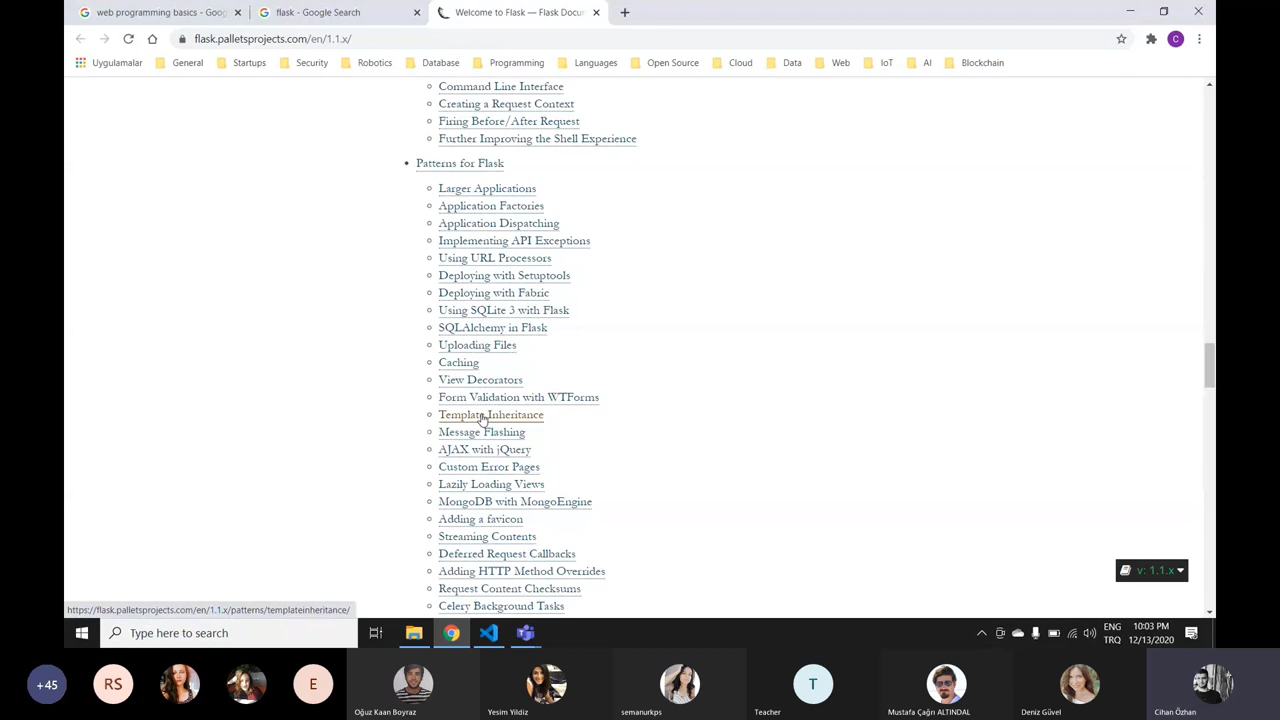 web programming basics - Goog
flask - Google Search
Welcome to Flask — Flask Docum
flask.palletsprojects.com/en/1.1.x/
C
Uygulamalar
General
Startups
Security
Robotics
Database
Programming
Languages
Open Source
Cloud
Data
Web
IoT
AI
Blockchain
Command Line Interface
Creating a Request Context
Firing Before/After Request
Further Improving the Shell Experience
Patterns for Flask
Larger Applications
Application Factories
Application Dispatching
Implementing API Exceptions
Using URL Processors
Deploying with Setuptools
Deploying with Fabric
Using SQLite 3 with Flask
SQLAlchemy in Flask
Uploading Files
Caching
View Decorators
Form Validation with WTForms
Template Inheritance
Message Flashing
AJAX with jQuery
Custom Error Pages
Lazily Loading Views
MongoDB with MongoEngine
Adding a favicon
Streaming Contents
Deferred Request Callbacks
Adding HTTP Method Overrides
Request Content Checksums
Celery Background Tasks
v: 1.1.x
https://flask.palletsprojects.com/en/1.1.x/patterns/templateinheritance/
Type here to search
ENG
TRQ
10:03 PM
12/13/2020
+45
RS
E
T
Oğuz Kaan Boyraz
Yesim Yildiz
semanurkps
Teacher
Mustafa Çağrı ALTINDAL
Deniz Güvel
Cihan Özhan